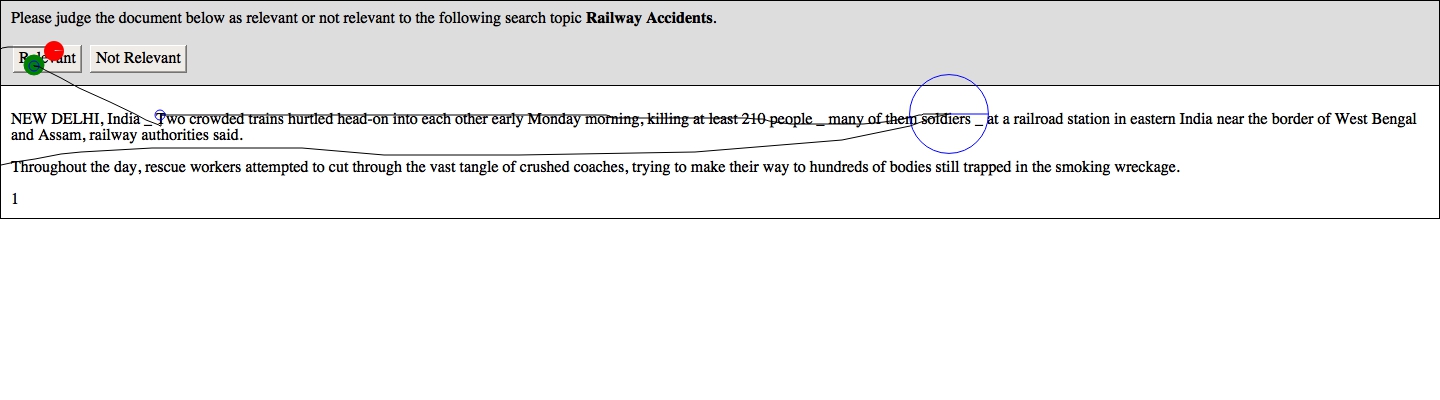 Please judge the document below as relevant or not relevant to the following search topic Railway Accidents.
Relevant Not Relevant
NEW DELHI, India _ Two crowded trains hurtled head-on into each other early Monday morning, killing at least 210 people _ many of them soldiers _ at a railroad station in eastern India near the border of West Bengal
and Assam, railway authorities said.
Throughout the day, rescue workers attempted to cut through the vast tangle of crushed coaches, trying to make their way to hundreds of bodies still trapped in the smoking wreckage.
1